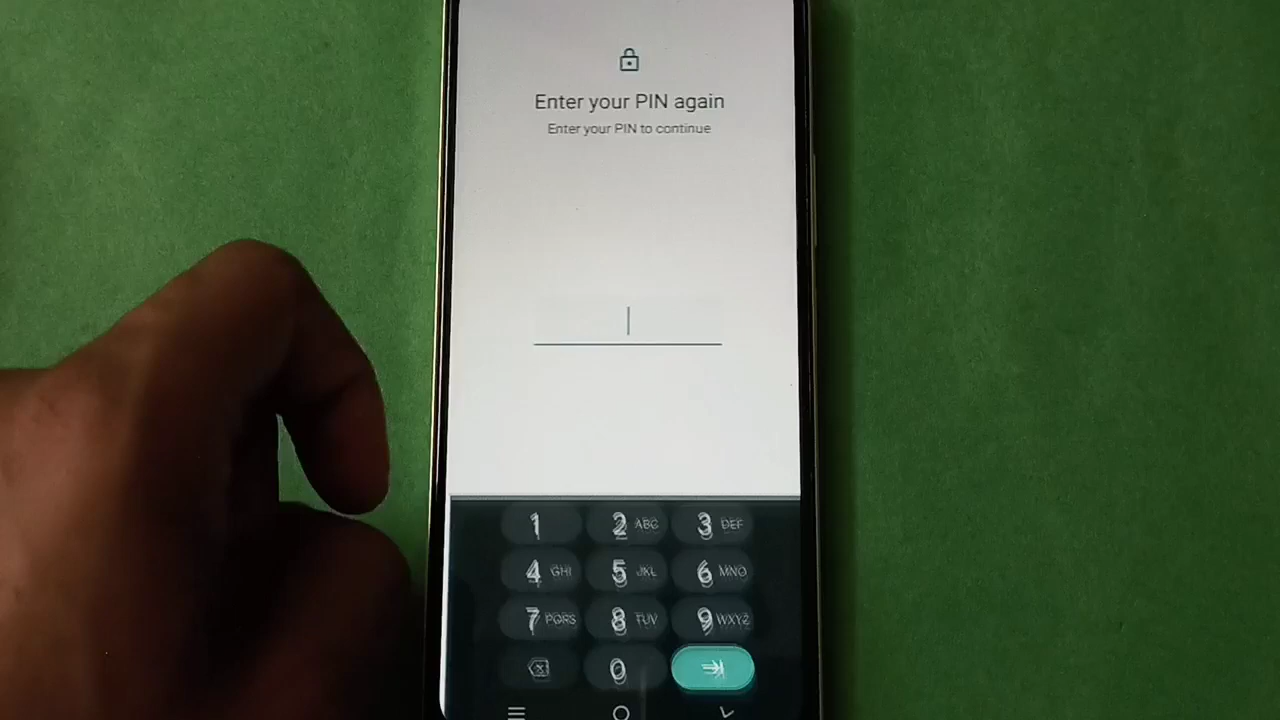 Enter your PIN again
Enter your PIN to continue
1 2 ABC 3 DEF
4 GHI 5 JKL 6 MNO
7 PQRS 8 TUV 9 WXYZ
0